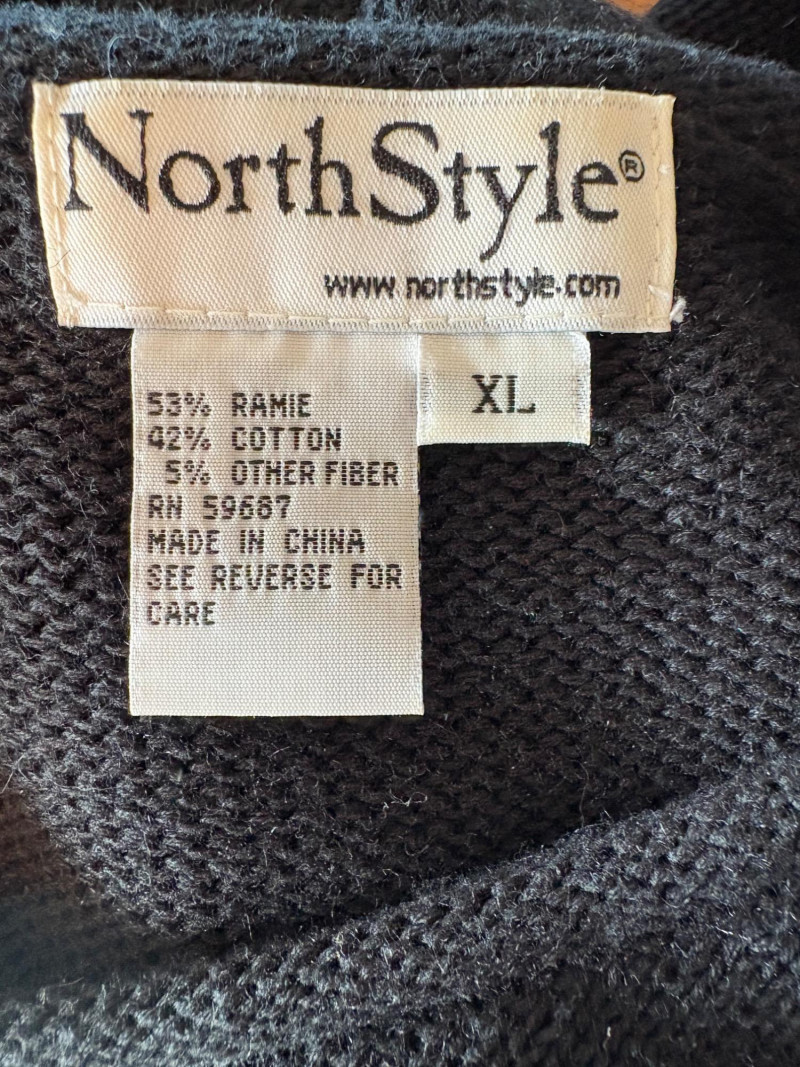 NorthStyle®
www.northstyle.com
XL
53% RAMIE
42% COTTON
5% OTHER FIBER
RN 59687
MADE IN CHINA
SEE REVERSE FOR
CARE